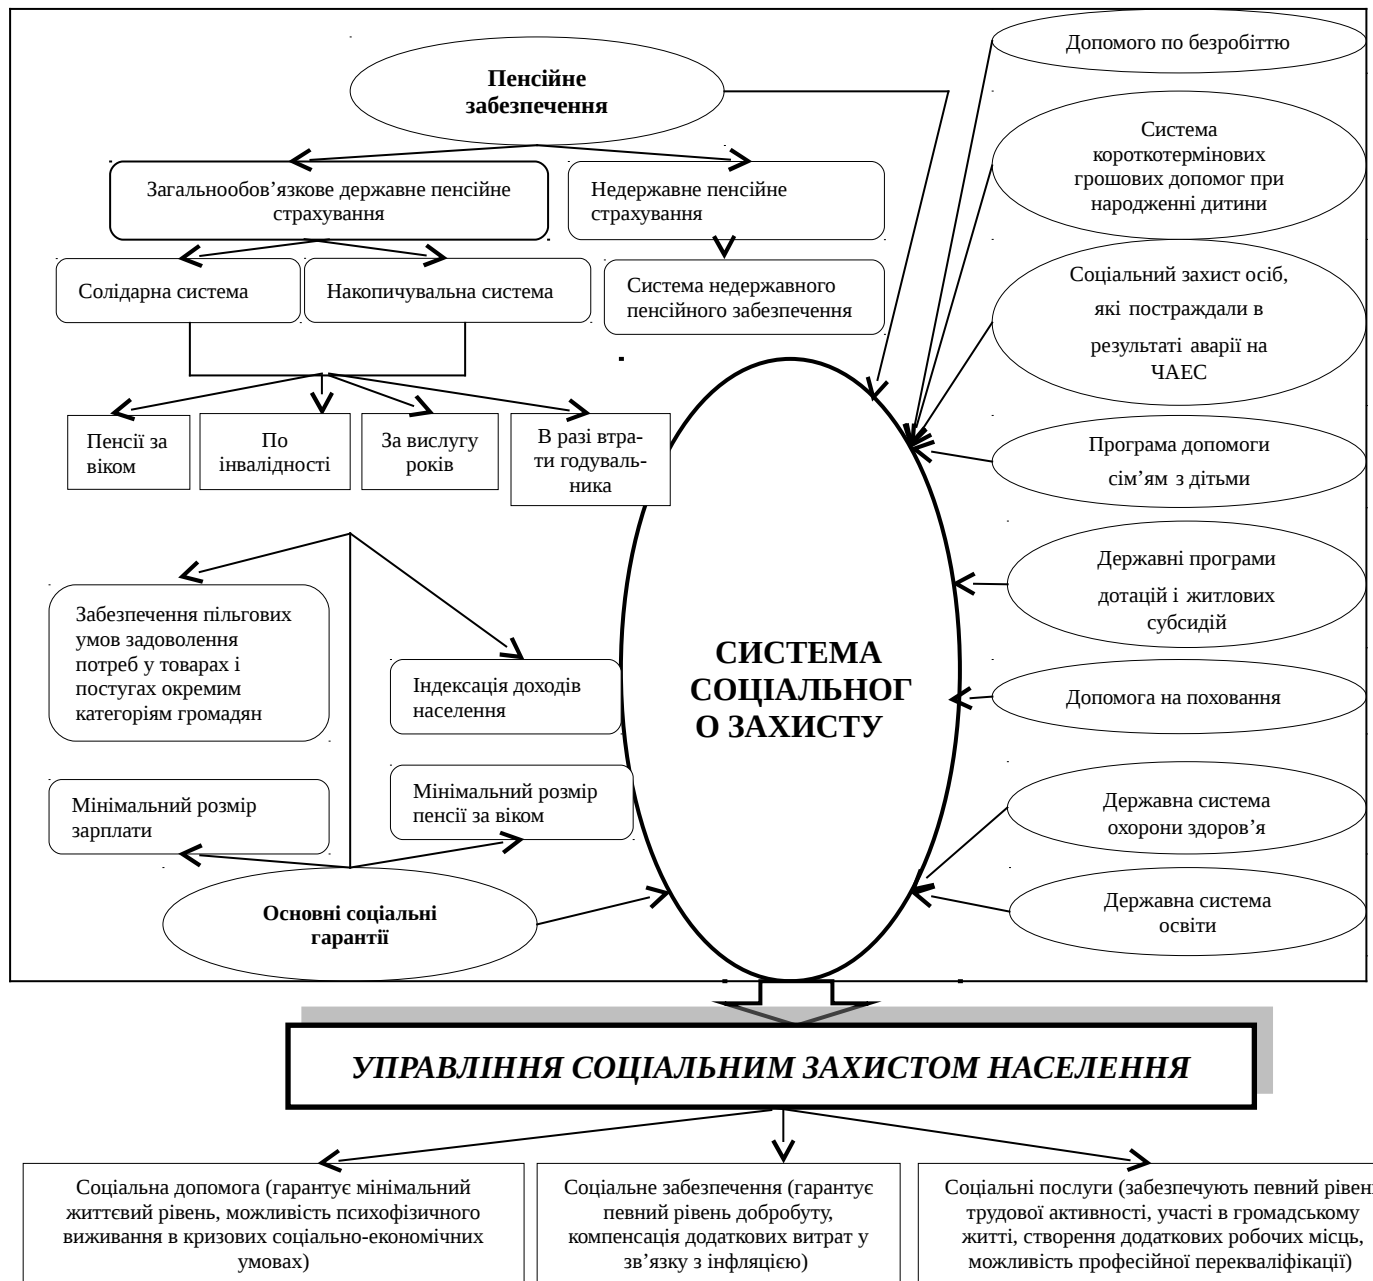 Пенсійне
забезпечення
Загальнообов’язкове державне пенсійне
страхування
Недержавне пенсійне
страхування
Солідарна система
Накопичувальна система
Система недержавного
пенсійного забезпечення
Пенсії за
віком
По
інвалідності
За вислугу
років
В разі втра-
ти годуваль-
ника
Забезпечення пільгових
умов задоволення
потреб у товарах і
постугах окремим
категоріям громадян
Індексація доходів
населення
Мінімальний розмір
зарплати
Мінімальний розмір
пенсії за віком
Основні соціальні
гарантії
СИСТЕМА
СОЦІАЛЬНОГ
О ЗАХИСТУ
Допомого по безробіттю
Система
короткотермінових
грошових допомог при
народженні дитини
Соціальний захист осіб,
які постраждали в
результаті аварії на
ЧАЕС
Програма допомоги
сім’ям з дітьми
Державні програми
дотацій і житлових
субсидій
Допомога на поховання
Державна система
охорони здоров’я
Державна система
освіти
УПРАВЛІННЯ СОЦІАЛЬНИМ ЗАХИСТОМ НАСЕЛЕННЯ
Соціальна допомога (гарантує мінімальний
життєвий рівень, можливість психофізичного
виживання в кризових соціально-економічних
умовах)
Соціальне забезпечення (гарантує
певний рівень добробуту,
компенсація додаткових витрат у
зв’язку з інфляцією)
Соціальні послуги (забезпечують певний рівень
трудової активності, участі в громадському
житті, створення додаткових робочих місць,
можливість професійної перекваліфікації)